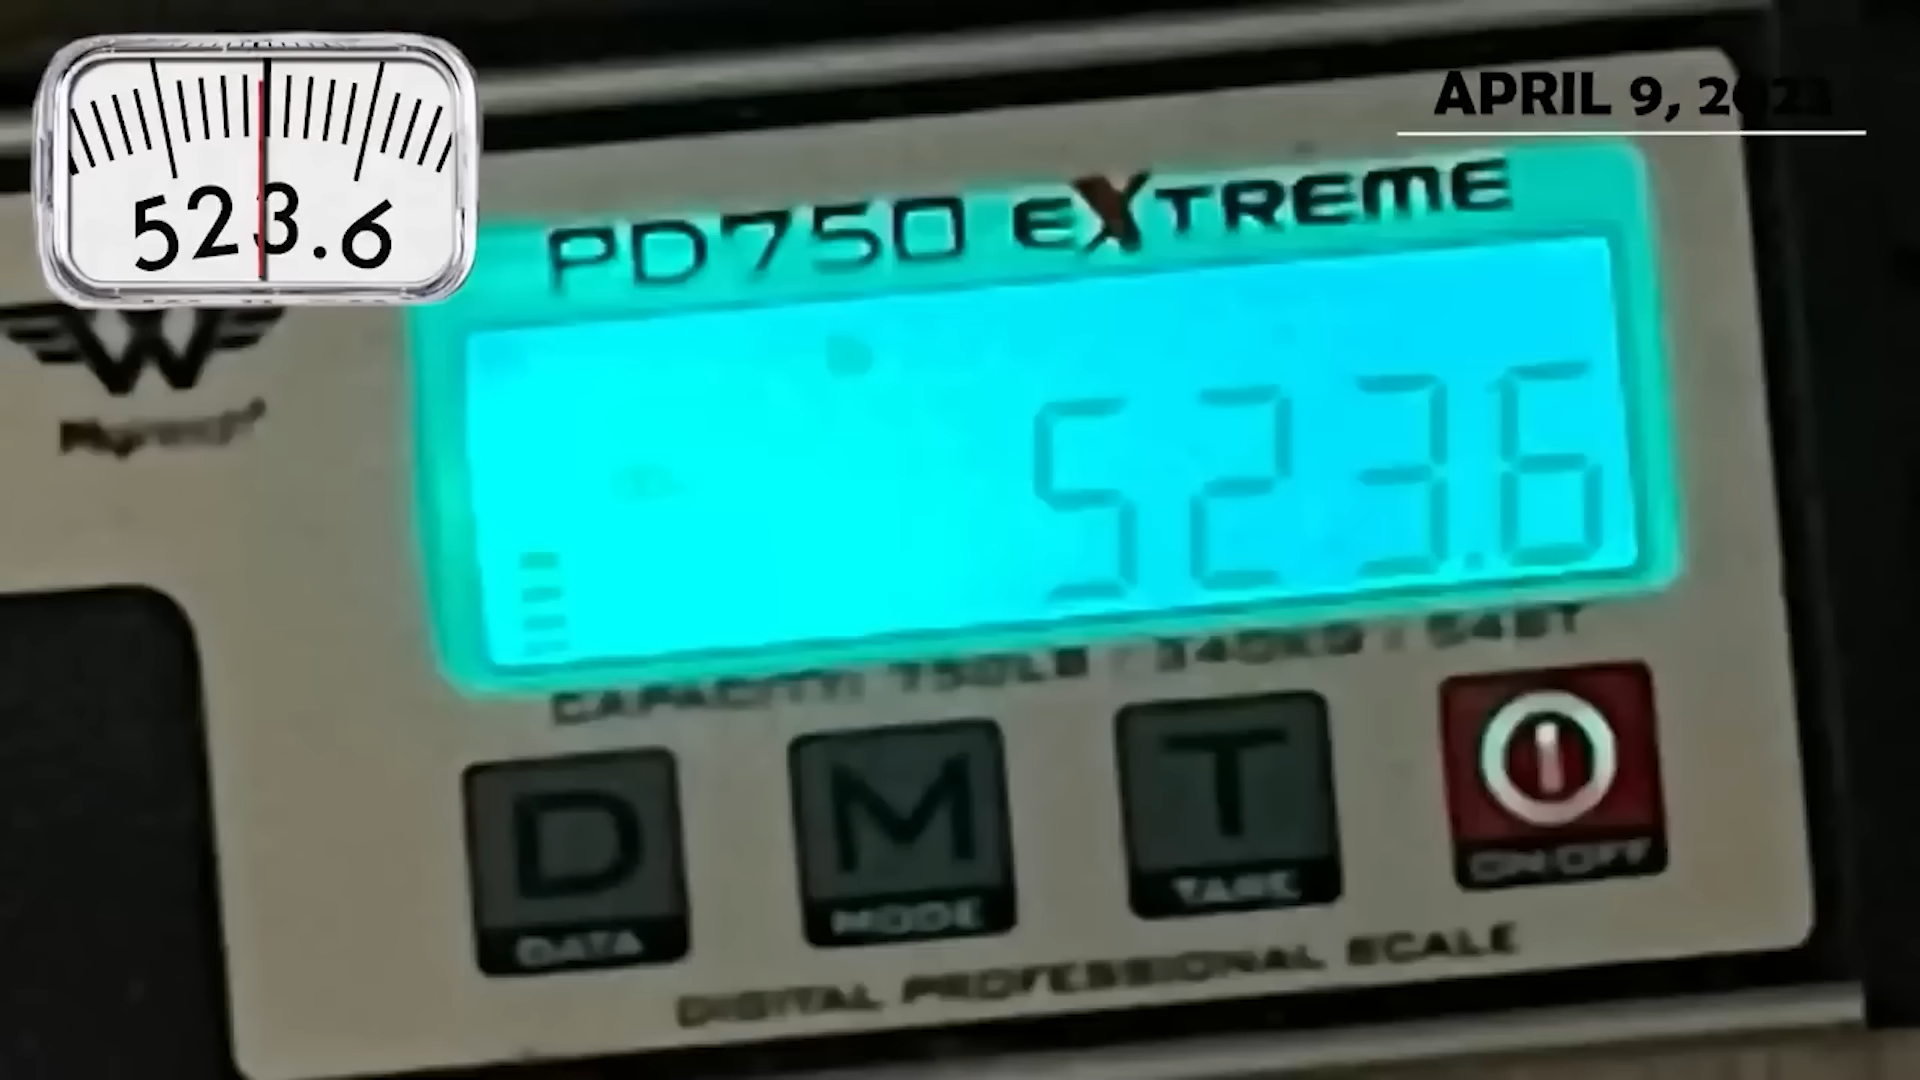 523.6
APRIL 9, 2022
PD750 EXTREME
523.6
CAPACITY: 750LB / 340KG / 54ST
D
M
T
DATA
MODE
TARE
ON/OFF
DIGITAL PROFESSIONAL SCALE